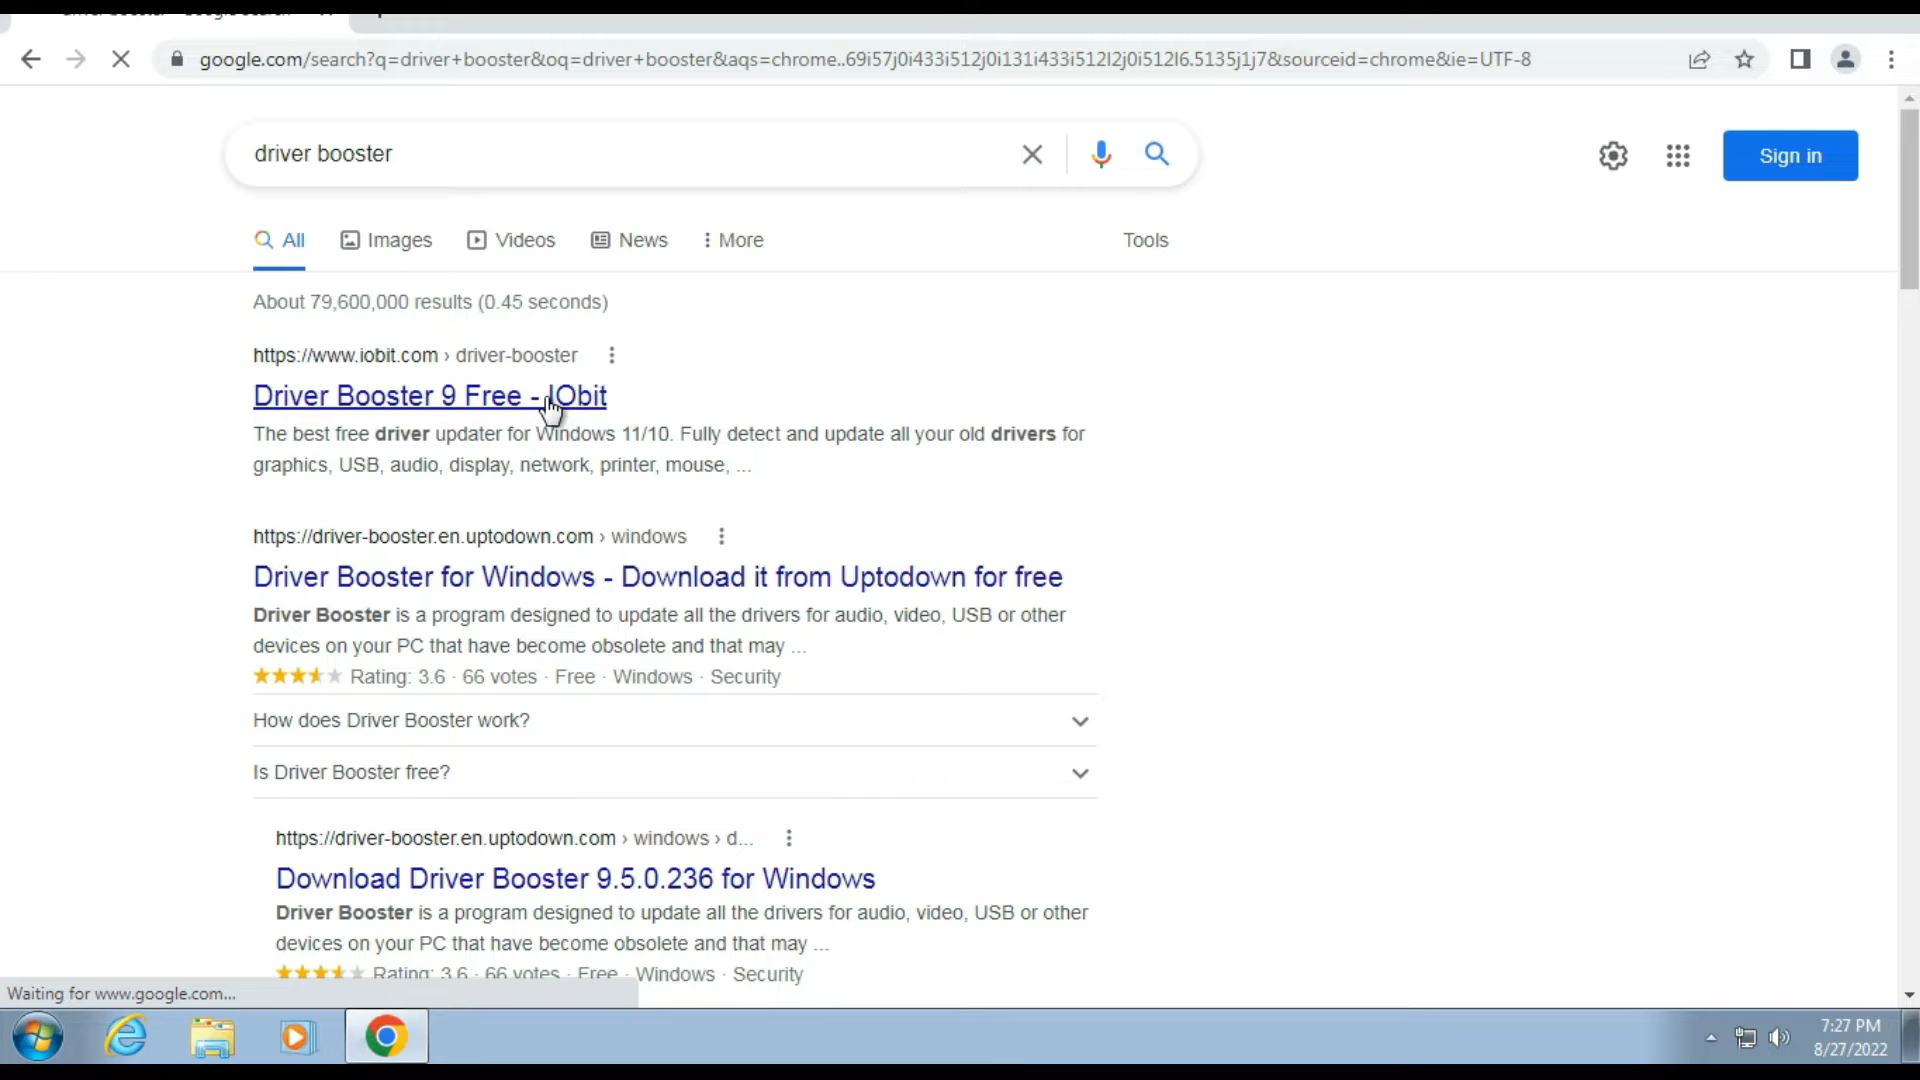 google.com/search?q=driver+booster&oq=driver+booster&aqs=chrome..69i57j0i433i512j0i131i433i512l2j0i512l6.5135j1j7&sourceid=chrome&ie=UTF-8
driver booster
Sign in
All Images Videos News More Tools
About 79,600,000 results (0.45 seconds)
https://www.iobit.com › driver-booster
Driver Booster 9 Free - IObit
The best free driver updater for Windows 11/10. Fully detect and update all your old drivers for
graphics, USB, audio, display, network, printer, mouse, ...
https://driver-booster.en.uptodown.com › windows
Driver Booster for Windows - Download it from Uptodown for free
Driver Booster is a program designed to update all the drivers for audio, video, USB or other
devices on your PC that have become obsolete and that may ...
Rating: 3.6 · 66 votes · Free · Windows · Security
How does Driver Booster work?
Is Driver Booster free?
https://driver-booster.en.uptodown.com › windows › d...
Download Driver Booster 9.5.0.236 for Windows
Driver Booster is a program designed to update all the drivers for audio, video, USB or other
devices on your PC that have become obsolete and that may ...
Rating: 3.6 · 66 votes · Free · Windows · Security
Waiting for www.google.com...
7:27 PM
8/27/2022